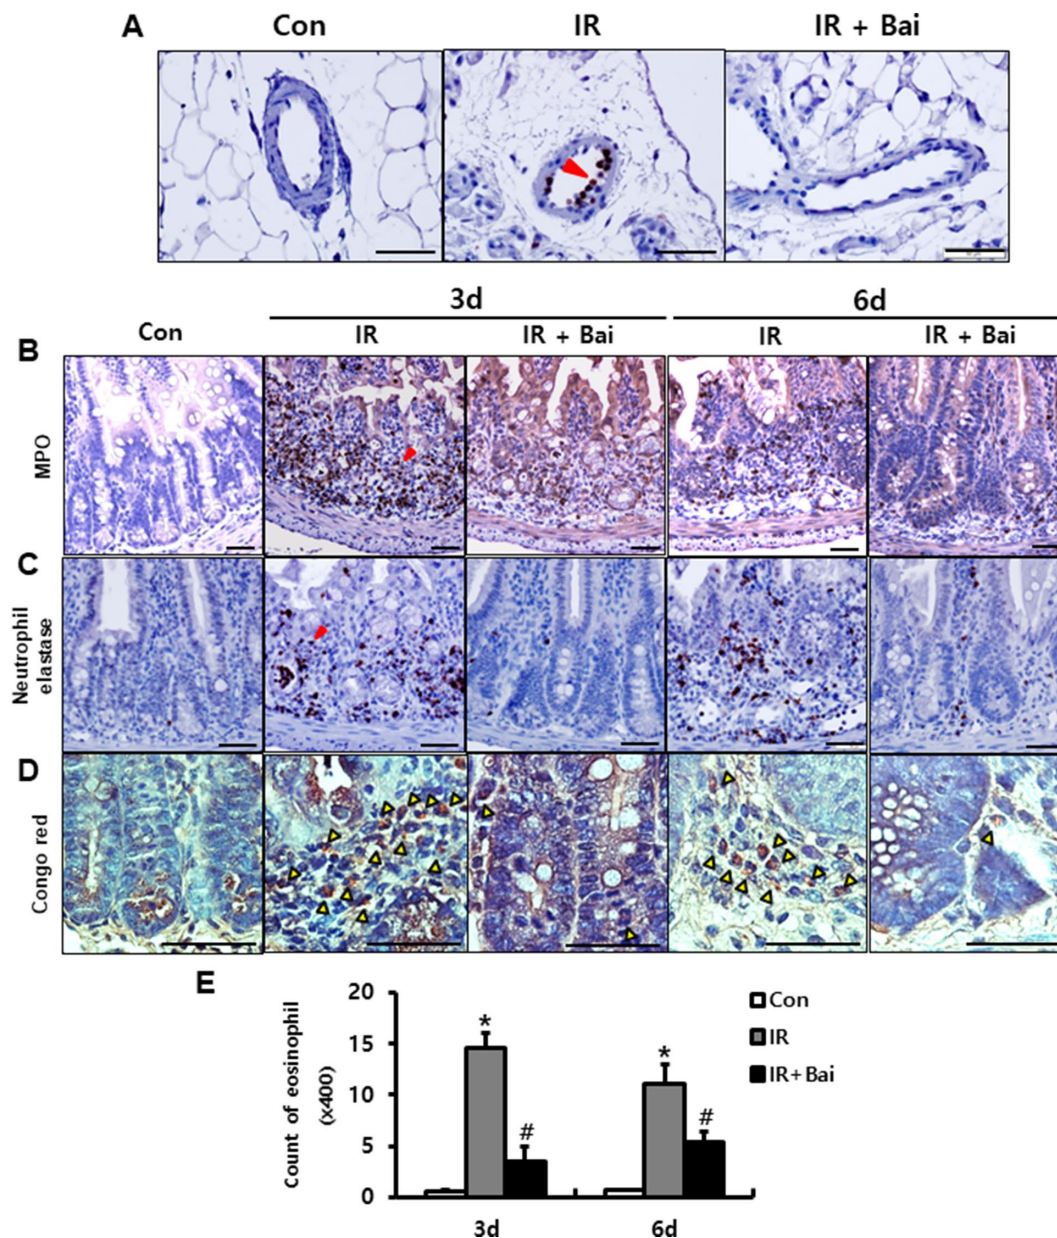 A
Con
IR
IR + Bai
3d
6d
Con
IR
IR + Bai
IR
IR + Bai
B
MPO
C
Neutrophil
elastase
D
Congo red
E
Count of eosinophil
(x400)
20
15
10
5
0
*
#
*
#
3d
6d
Con
IR
IR+Bai